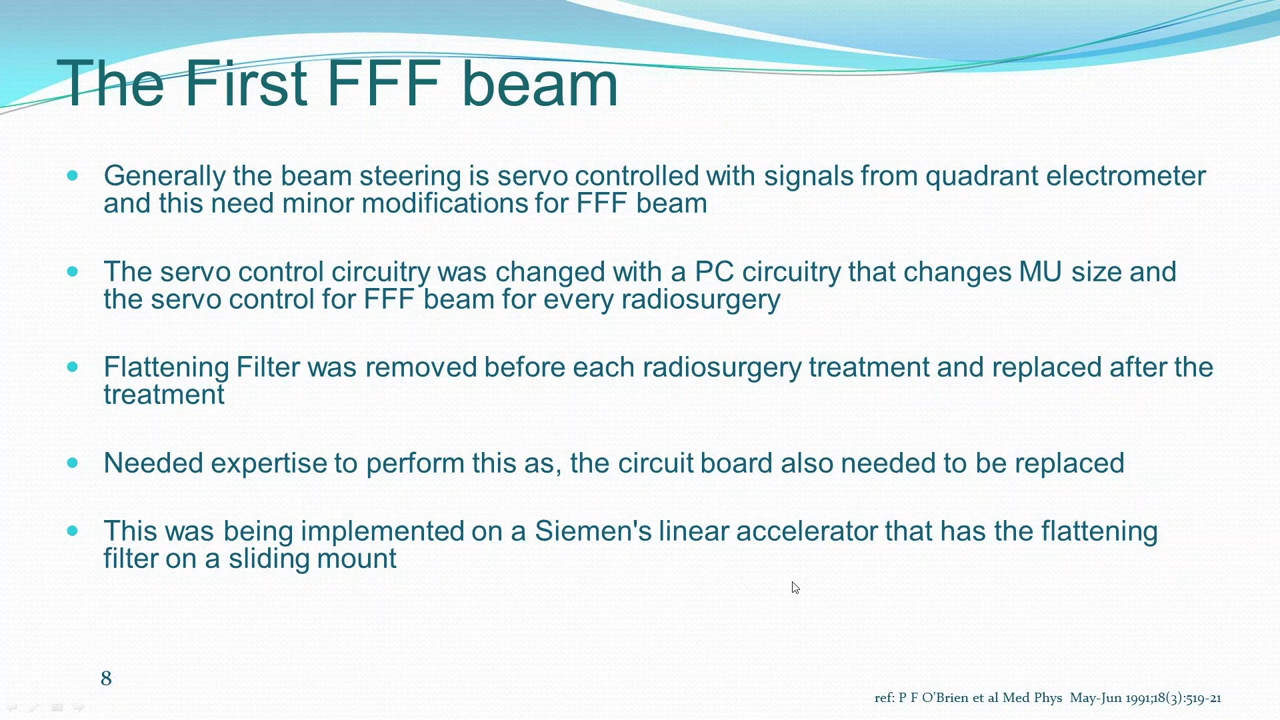 The First FFF beam
Generally the beam steering is servo controlled with signals from quadrant electrometer
and this need minor modifications for FFF beam
The servo control circuitry was changed with a PC circuitry that changes MU size and
the servo control for FFF beam for every radiosurgery
Flattening Filter was removed before each radiosurgery treatment and replaced after the
treatment
Needed expertise to perform this as, the circuit board also needed to be replaced
This was being implemented on a Siemen's linear accelerator that has the flattening
filter on a sliding mount
8
ref: P F O'Brien et al Med Phys May-Jun 1991;18(3):519-21